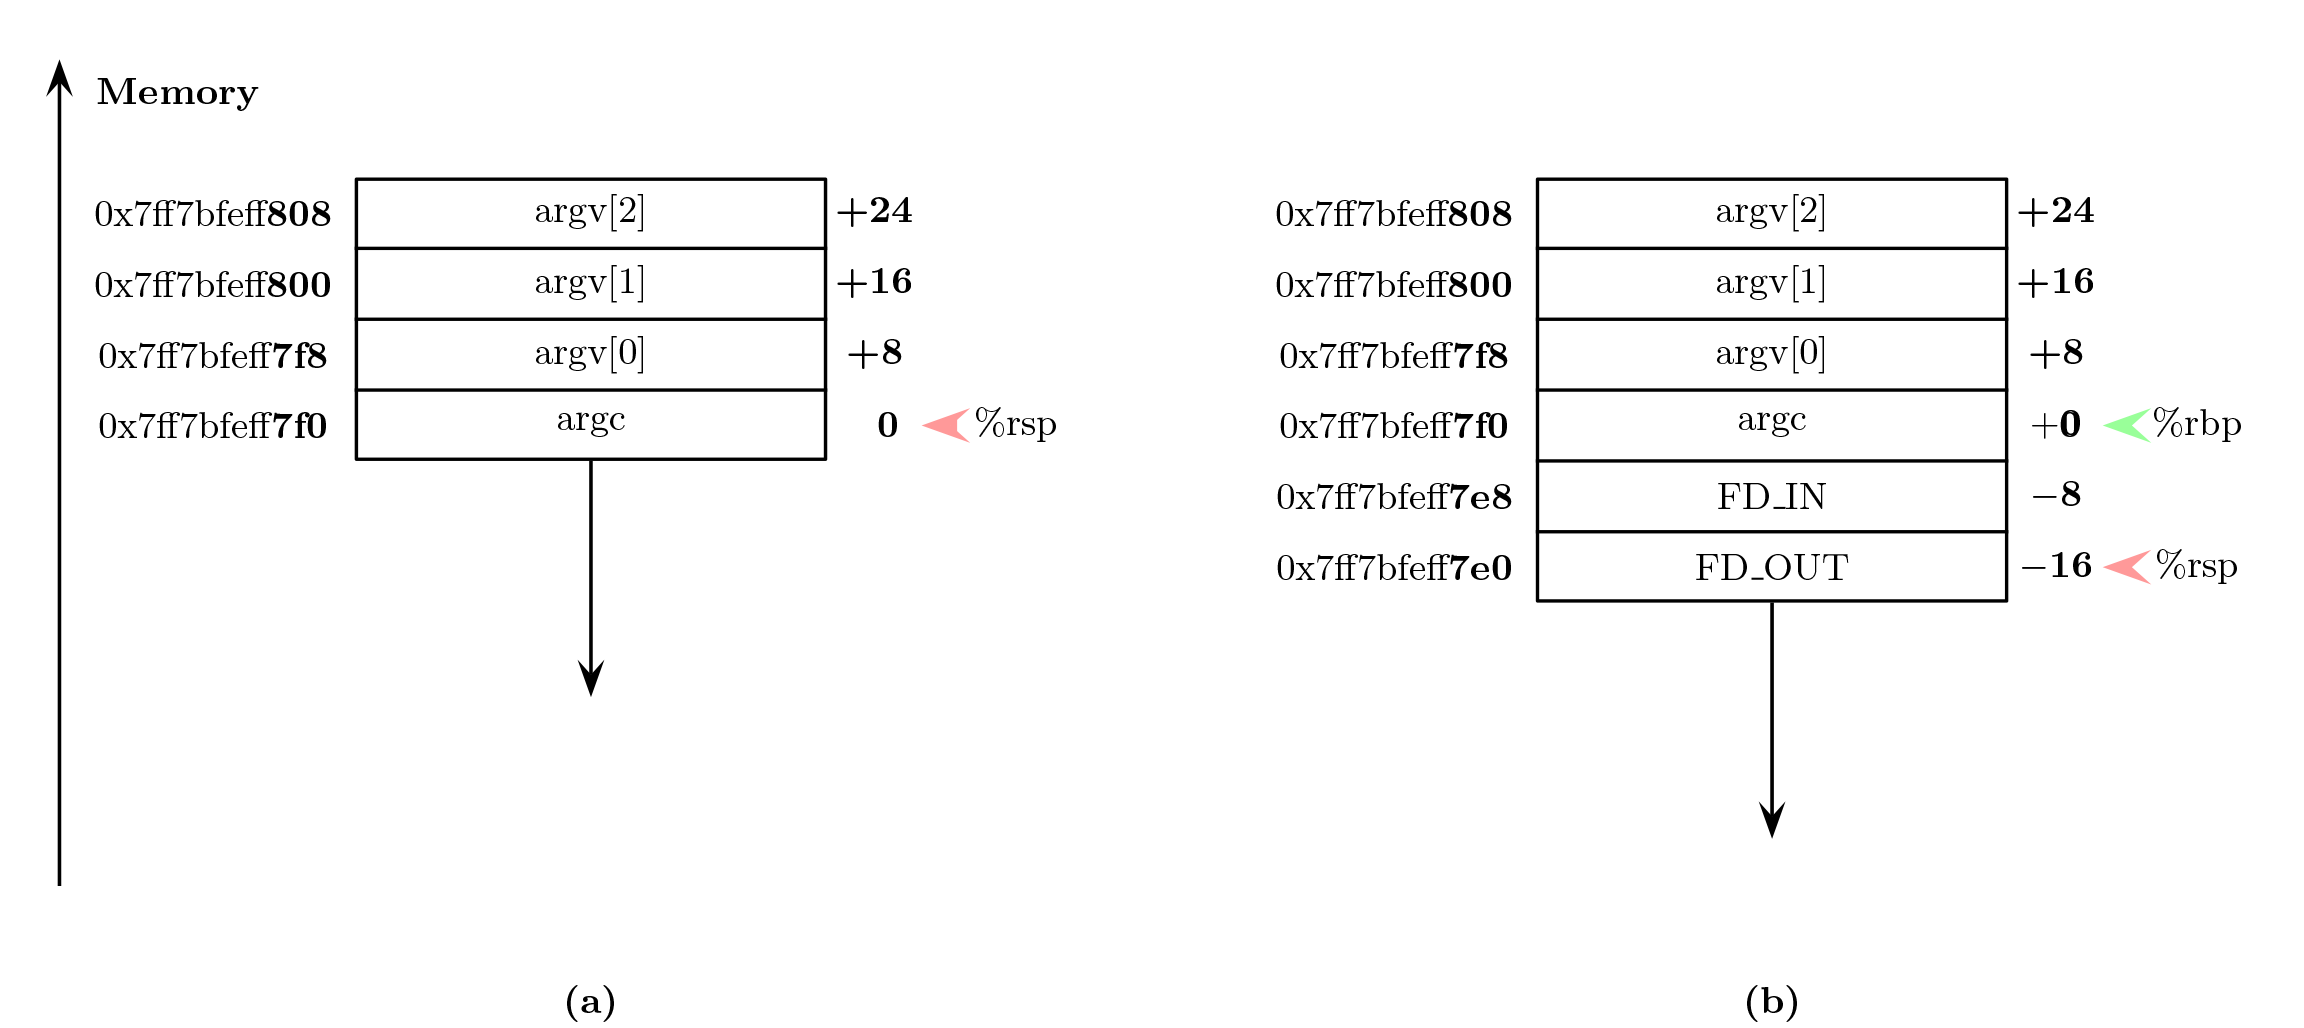 Memory
0x7ff7bfeff808 argv[2] +24
0x7ff7bfeff800 argv[1] +16
0x7ff7bfeff7f8 argv[0] +8
0x7ff7bfeff7f0 argc 0 %rsp
(a)
0x7ff7bfeff808 argv[2] +24
0x7ff7bfeff800 argv[1] +16
0x7ff7bfeff7f8 argv[0] +8
0x7ff7bfeff7f0 argc +0 %rbp
0x7ff7bfeff7e8 FD_IN −8
0x7ff7bfeff7e0 FD_OUT −16 %rsp
(b)